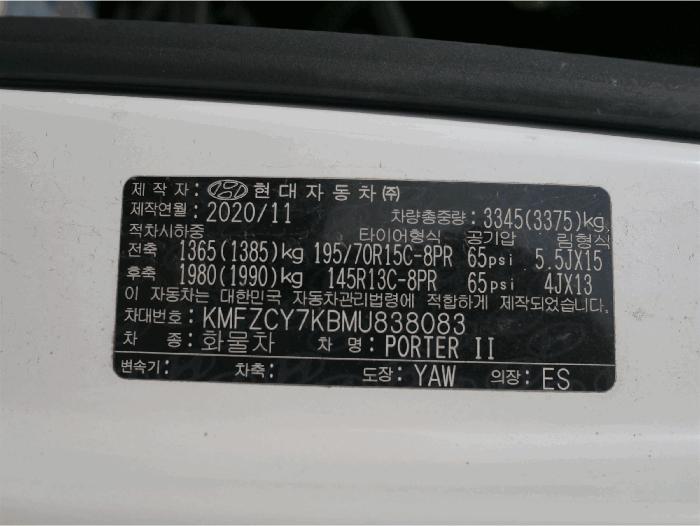 제 작 자: 현대자동차㈜
제작연월: 2020/11 차량총중량: 3345(3375)kg
적차시하중 타이어형식 공기압 림형식
전축 1365(1385)kg 195/70R15C-8PR 65psi 5.5JX15
후축 1980(1990)kg 145R13C-8PR 65psi 4JX13
이 자동차는 대한민국 자동차관리법령에 적합하게 제작되었습니다.
차대번호: KMFZCY7KBMU838083
차 종: 화물차 차 명: PORTER II
변속기: 차축: 도장: YAW 의장: ES